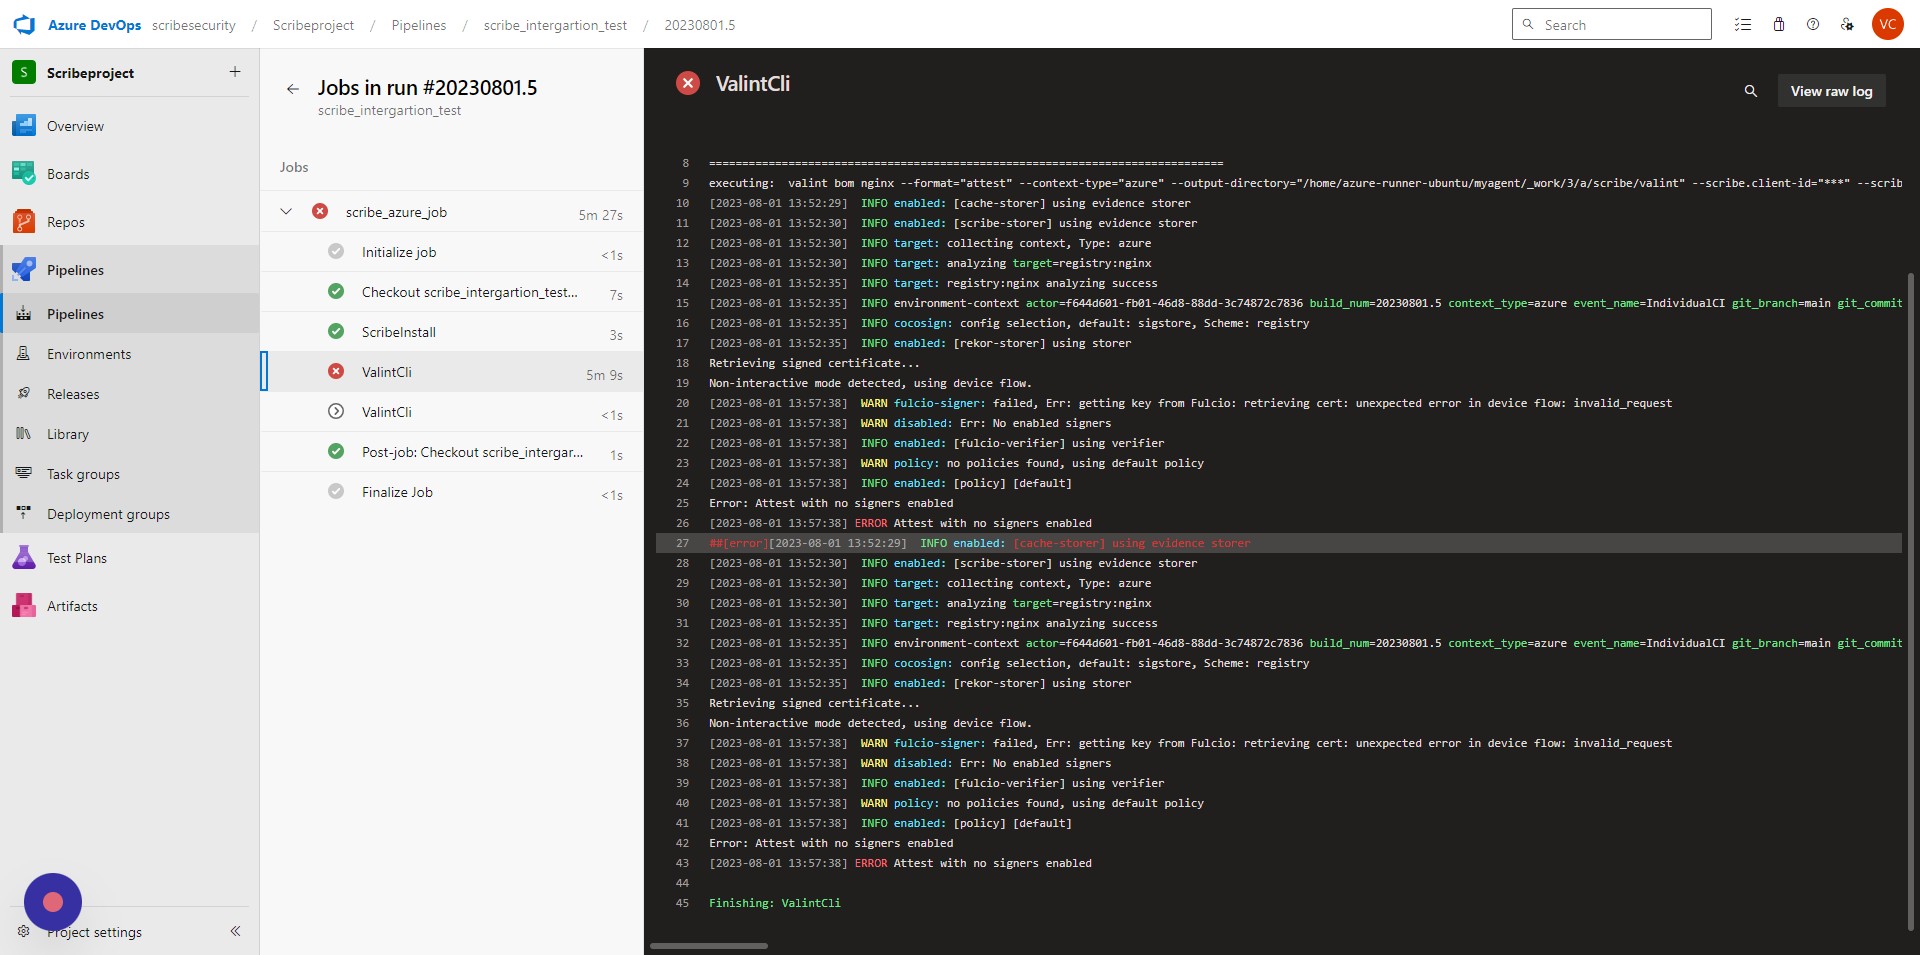 Azure DevOps scribesecurity / Scribeproject / Pipelines / scribe_intergartion_test / 20230801.5
Search
VC
S Scribeproject +
Overview
Boards
Repos
Pipelines
Pipelines
Environments
Releases
Library
Task groups
Deployment groups
Test Plans
Artifacts
Project settings
Jobs in run #20230801.5
scribe_intergartion_test
Jobs
scribe_azure_job 5m 27s
Initialize job <1s
Checkout scribe_intergartion_test... 7s
ScribeInstall 3s
ValintCli 5m 9s
ValintCli <1s
Post-job: Checkout scribe_intergar... 1s
Finalize Job <1s
ValintCli
View raw log
8 ==============================================================================
9 executing:  valint bom nginx --format="attest" --context-type="azure" --output-directory="/home/azure-runner-ubuntu/myagent/_work/3/a/scribe/valint" --scribe.client-id="***" --scrib
10 [2023-08-01 13:52:29]  INFO enabled: [cache-storer] using evidence storer
11 [2023-08-01 13:52:30]  INFO enabled: [scribe-storer] using evidence storer
12 [2023-08-01 13:52:30]  INFO target: collecting context, Type: azure
13 [2023-08-01 13:52:30]  INFO target: analyzing target=registry:nginx
14 [2023-08-01 13:52:35]  INFO target: registry:nginx analyzing success
15 [2023-08-01 13:52:35]  INFO environment-context actor=f644d601-fb01-46d8-88dd-3c74872c7836 build_num=20230801.5 context_type=azure event_name=IndividualCI git_branch=main git_commit
16 [2023-08-01 13:52:35]  INFO cocosign: config selection, default: sigstore, Scheme: registry
17 [2023-08-01 13:52:35]  INFO enabled: [rekor-storer] using storer
18 Retrieving signed certificate...
19 Non-interactive mode detected, using device flow.
20 [2023-08-01 13:57:38]  WARN fulcio-signer: failed, Err: getting key from Fulcio: retrieving cert: unexpected error in device flow: invalid_request
21 [2023-08-01 13:57:38]  WARN disabled: Err: No enabled signers
22 [2023-08-01 13:57:38]  INFO enabled: [fulcio-verifier] using verifier
23 [2023-08-01 13:57:38]  WARN policy: no policies found, using default policy
24 [2023-08-01 13:57:38]  INFO enabled: [policy] [default]
25 Error: Attest with no signers enabled
26 [2023-08-01 13:57:38] ERROR Attest with no signers enabled
27 ##[error][2023-08-01 13:52:29]  INFO enabled: [cache-storer] using evidence storer
28 [2023-08-01 13:52:30]  INFO enabled: [scribe-storer] using evidence storer
29 [2023-08-01 13:52:30]  INFO target: collecting context, Type: azure
30 [2023-08-01 13:52:30]  INFO target: analyzing target=registry:nginx
31 [2023-08-01 13:52:35]  INFO target: registry:nginx analyzing success
32 [2023-08-01 13:52:35]  INFO environment-context actor=f644d601-fb01-46d8-88dd-3c74872c7836 build_num=20230801.5 context_type=azure event_name=IndividualCI git_branch=main git_commit
33 [2023-08-01 13:52:35]  INFO cocosign: config selection, default: sigstore, Scheme: registry
34 [2023-08-01 13:52:35]  INFO enabled: [rekor-storer] using storer
35 Retrieving signed certificate...
36 Non-interactive mode detected, using device flow.
37 [2023-08-01 13:57:38]  WARN fulcio-signer: failed, Err: getting key from Fulcio: retrieving cert: unexpected error in device flow: invalid_request
38 [2023-08-01 13:57:38]  WARN disabled: Err: No enabled signers
39 [2023-08-01 13:57:38]  INFO enabled: [fulcio-verifier] using verifier
40 [2023-08-01 13:57:38]  WARN policy: no policies found, using default policy
41 [2023-08-01 13:57:38]  INFO enabled: [policy] [default]
42 Error: Attest with no signers enabled
43 [2023-08-01 13:57:38] ERROR Attest with no signers enabled
44
45 Finishing: ValintCli